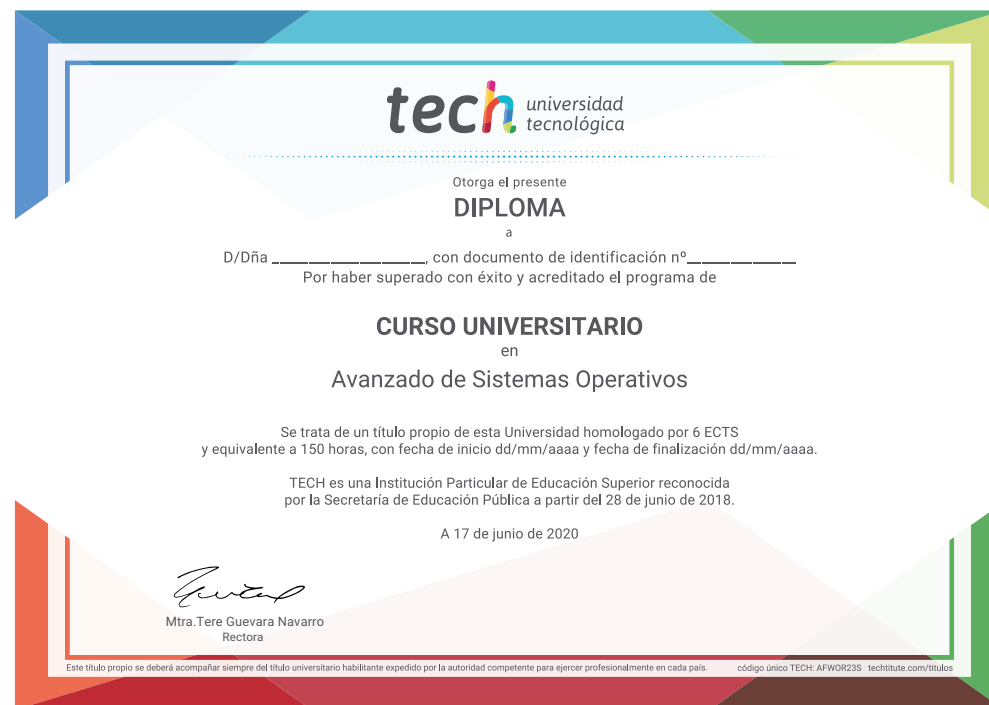 tech universidad
tecnológica
Otorga el presente
DIPLOMA
a
D/Dña ____________________, con documento de identificación nº______________
Por haber superado con éxito y acreditado el programa de
CURSO UNIVERSITARIO
en
Avanzado de Sistemas Operativos
Se trata de un título propio de esta Universidad homologado por 6 ECTS
y equivalente a 150 horas, con fecha de inicio dd/mm/aaaa y fecha de finalización dd/mm/aaaa.
TECH es una Institución Particular de Educación Superior reconocida
por la Secretaría de Educación Pública a partir del 28 de junio de 2018.
A 17 de junio de 2020
Mtra.Tere Guevara Navarro
Rectora
Este título propio se deberá acompañar siempre del título universitario habilitante expedido por la autoridad competente para ejercer profesionalmente en cada país. código único TECH: AFWOR23S techtitute.com/titulos